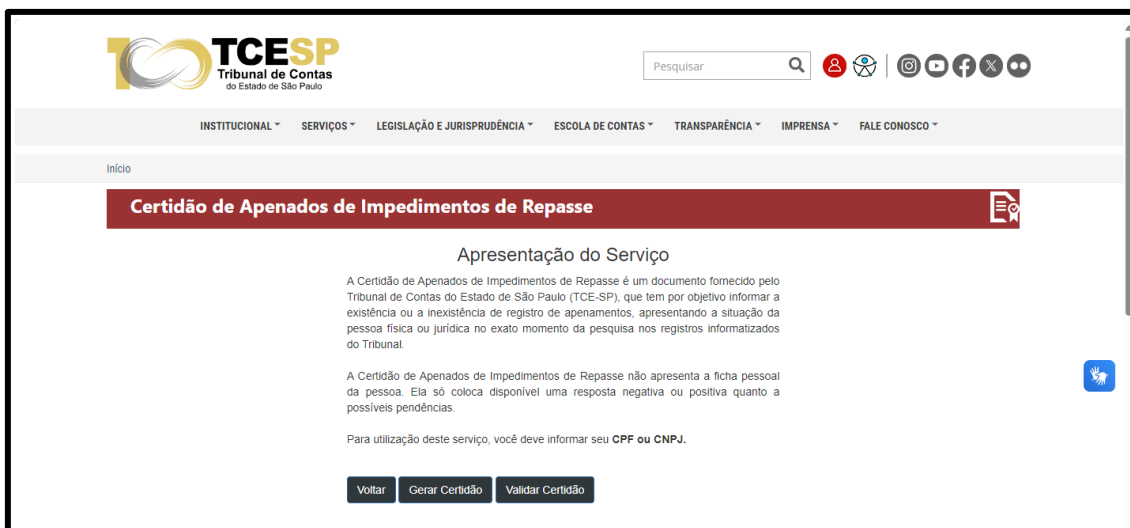 TCESP
Tribunal de Contas
do Estado de São Paulo
Pesquisar
INSTITUCIONAL SERVIÇOS LEGISLAÇÃO E JURISPRUDÊNCIA ESCOLA DE CONTAS TRANSPARÊNCIA IMPRENSA FALE CONOSCO
Início
Certidão de Apenados de Impedimentos de Repasse
Apresentação do Serviço
A Certidão de Apenados de Impedimentos de Repasse é um documento fornecido pelo
Tribunal de Contas do Estado de São Paulo (TCE-SP), que tem por objetivo informar a
existência ou a inexistência de registro de apenamentos, apresentando a situação da
pessoa física ou jurídica no exato momento da pesquisa nos registros informatizados
do Tribunal.
A Certidão de Apenados de Impedimentos de Repasse não apresenta a ficha pessoal
da pessoa. Ela só coloca disponível uma resposta negativa ou positiva quanto a
possíveis pendências.
Para utilização deste serviço, você deve informar seu CPF ou CNPJ.
Voltar Gerar Certidão Validar Certidão